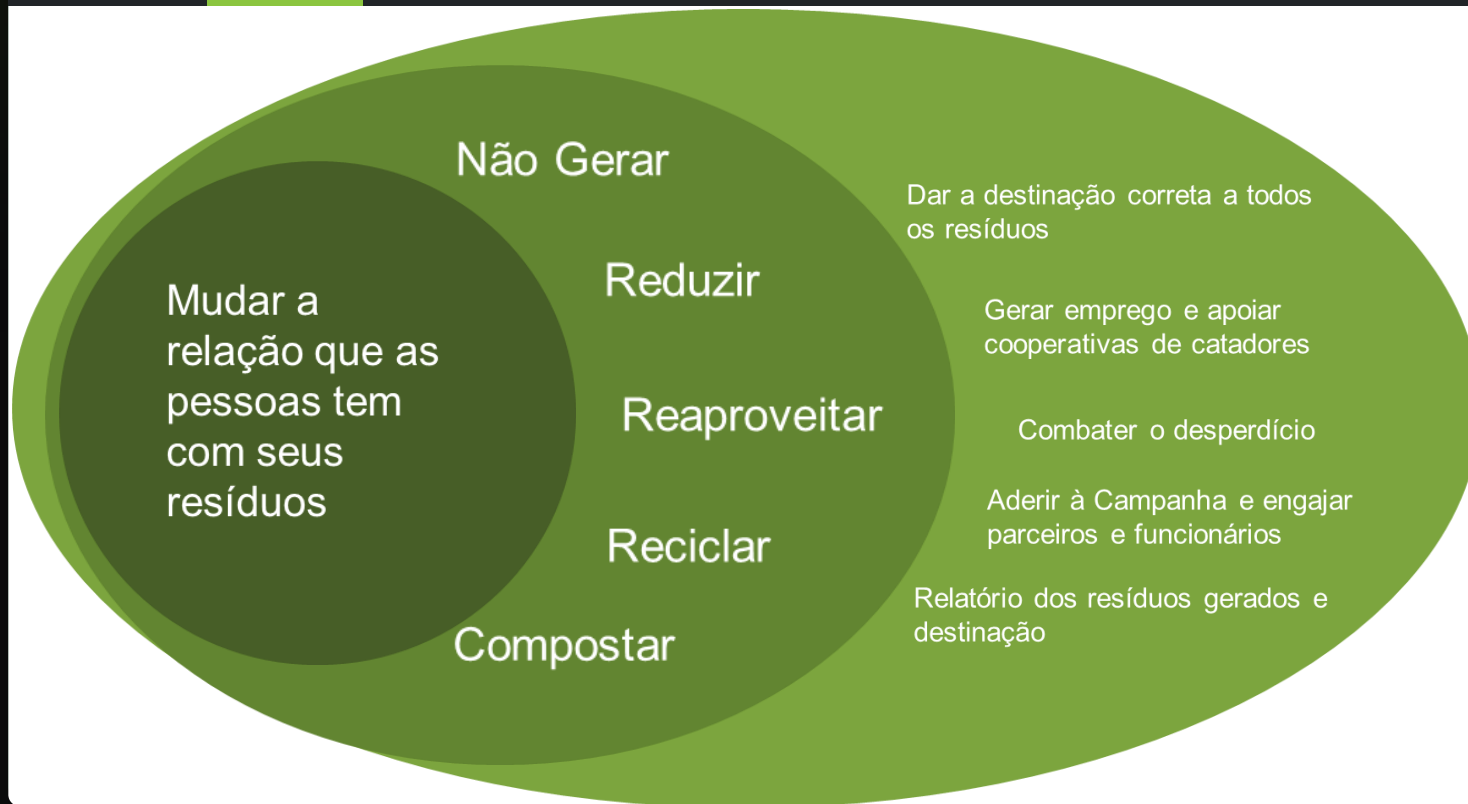 Mudar a
relação que as
pessoas tem
com seus
resíduos
Não Gerar
Reduzir
Reaproveitar
Reciclar
Compostar
Dar a destinação correta a todos
os resíduos
Gerar emprego e apoiar
cooperativas de catadores
Combater o desperdício
Aderir à Campanha e engajar
parceiros e funcionários
Relatório dos resíduos gerados e
destinação